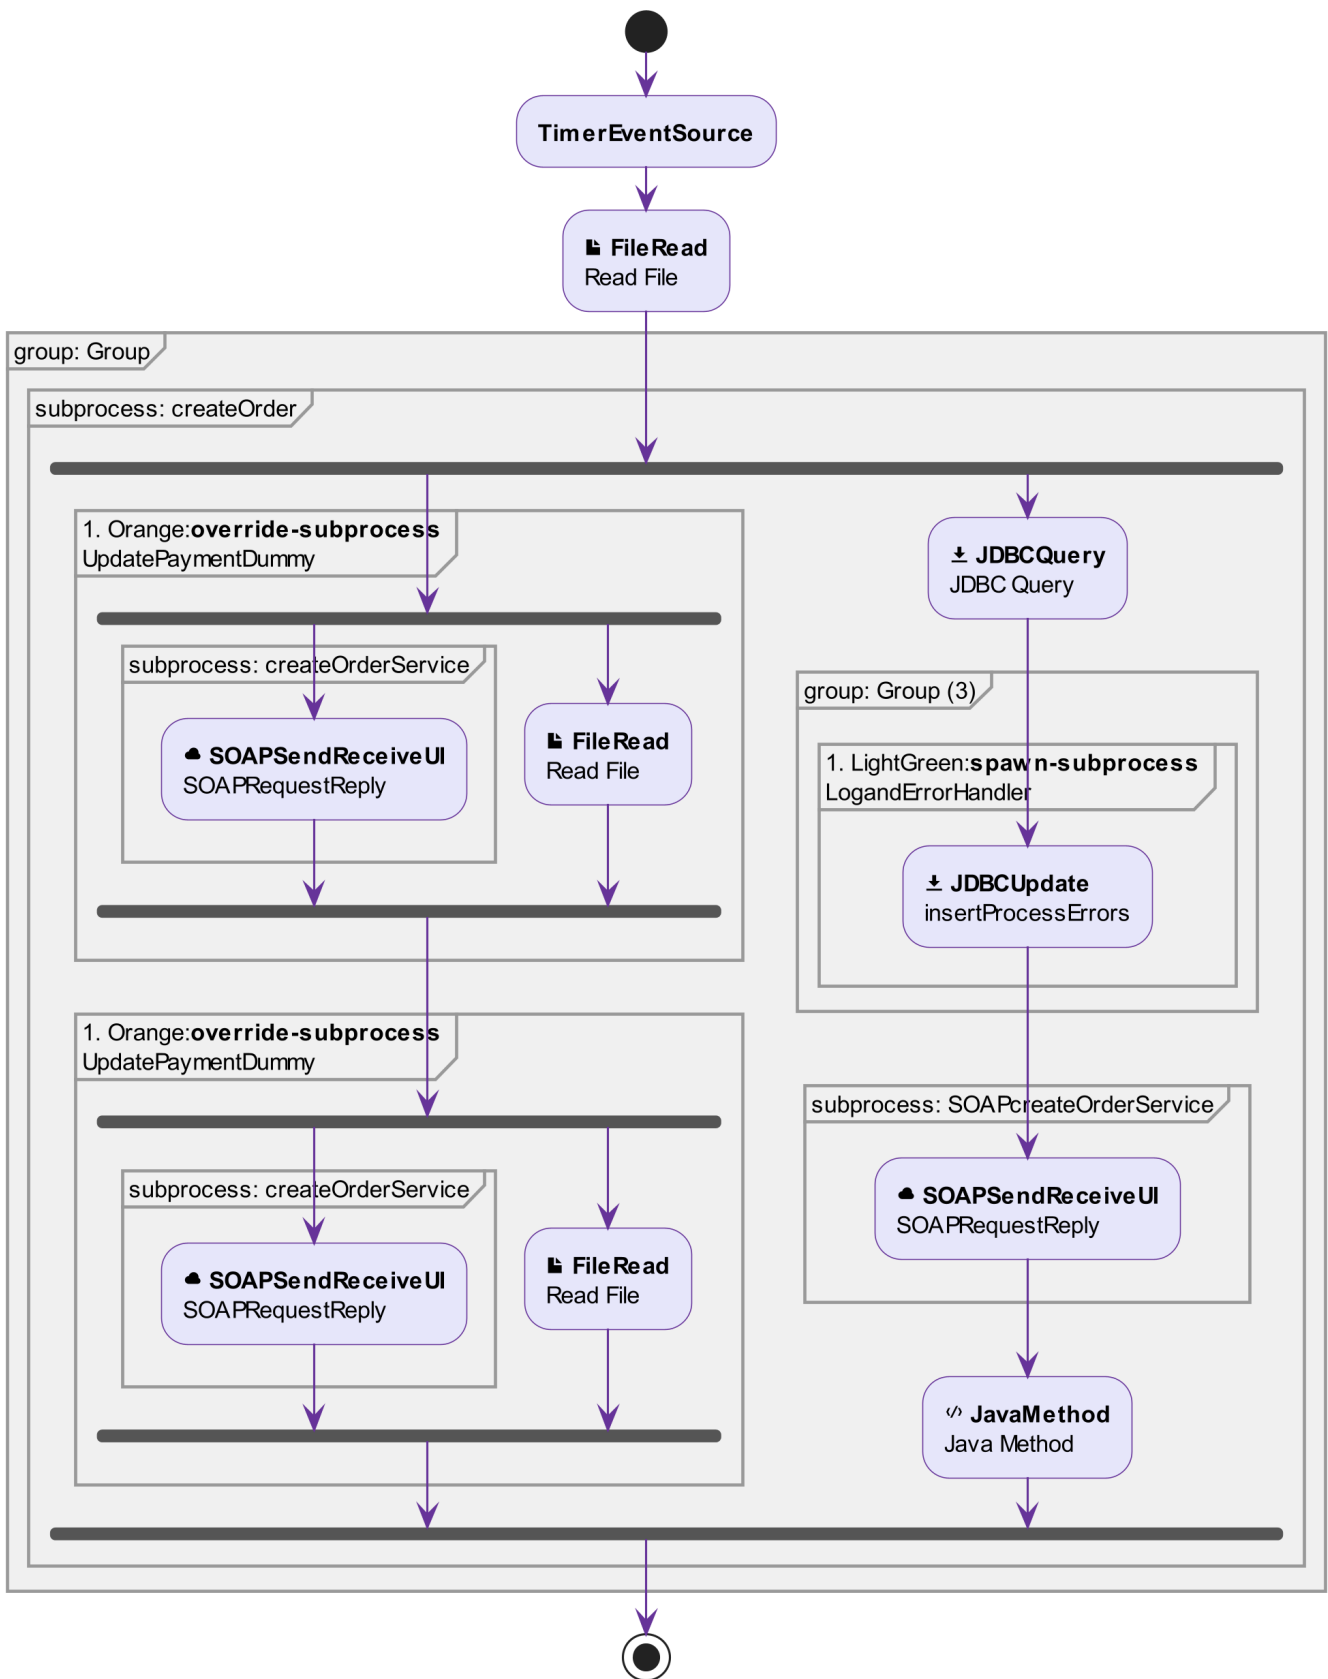 TimerEventSource
FileRead
Read File
group: Group
subprocess: createOrder
1. Orange:override-subprocess
UpdatePaymentDummy
subprocess: createOrderService
SOAPSendReceiveUI
SOAPRequestReply
FileRead
Read File
1. Orange:override-subprocess
UpdatePaymentDummy
subprocess: createOrderService
SOAPSendReceiveUI
SOAPRequestReply
FileRead
Read File
JDBCQuery
JDBC Query
group: Group (3)
1. LightGreen:spawn-subprocess
LogandErrorHandler
JDBCUpdate
insertProcessErrors
subprocess: SOAPcreateOrderService
SOAPSendReceiveUI
SOAPRequestReply
JavaMethod
Java Method